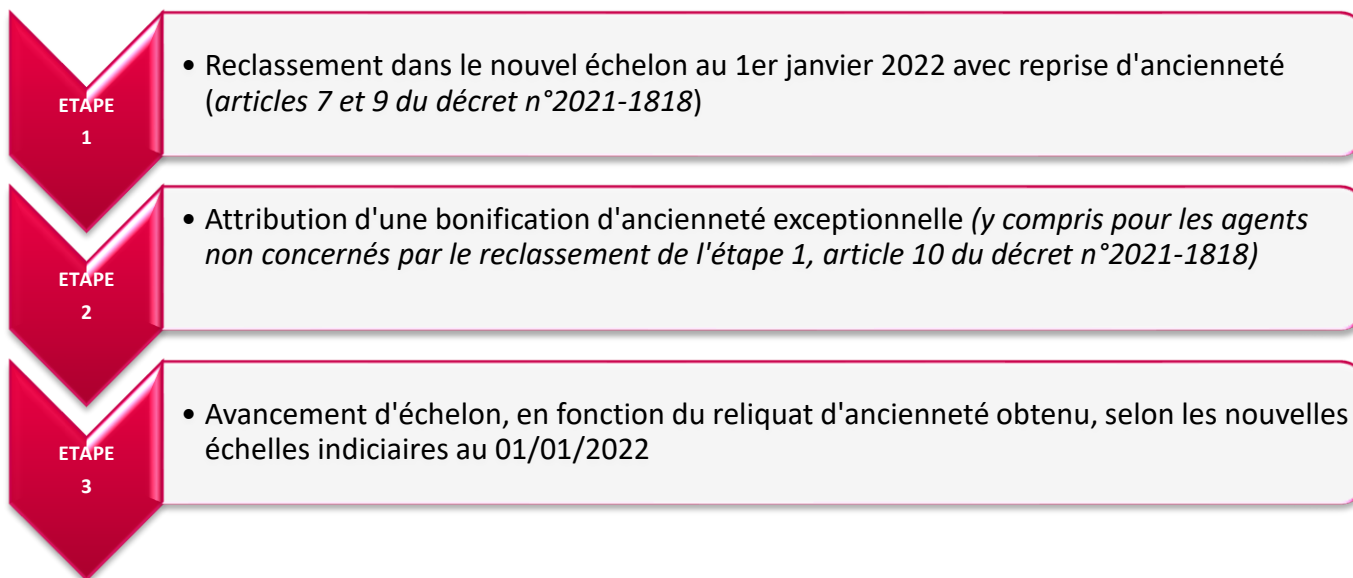 ETAPE
1
• Reclassement dans le nouvel échelon au 1er janvier 2022 avec reprise d'ancienneté
(articles 7 et 9 du décret n°2021-1818)
ETAPE
2
• Attribution d'une bonification d'ancienneté exceptionnelle (y compris pour les agents
non concernés par le reclassement de l'étape 1, article 10 du décret n°2021-1818)
ETAPE
3
• Avancement d'échelon, en fonction du reliquat d'ancienneté obtenu, selon les nouvelles
échelles indiciaires au 01/01/2022